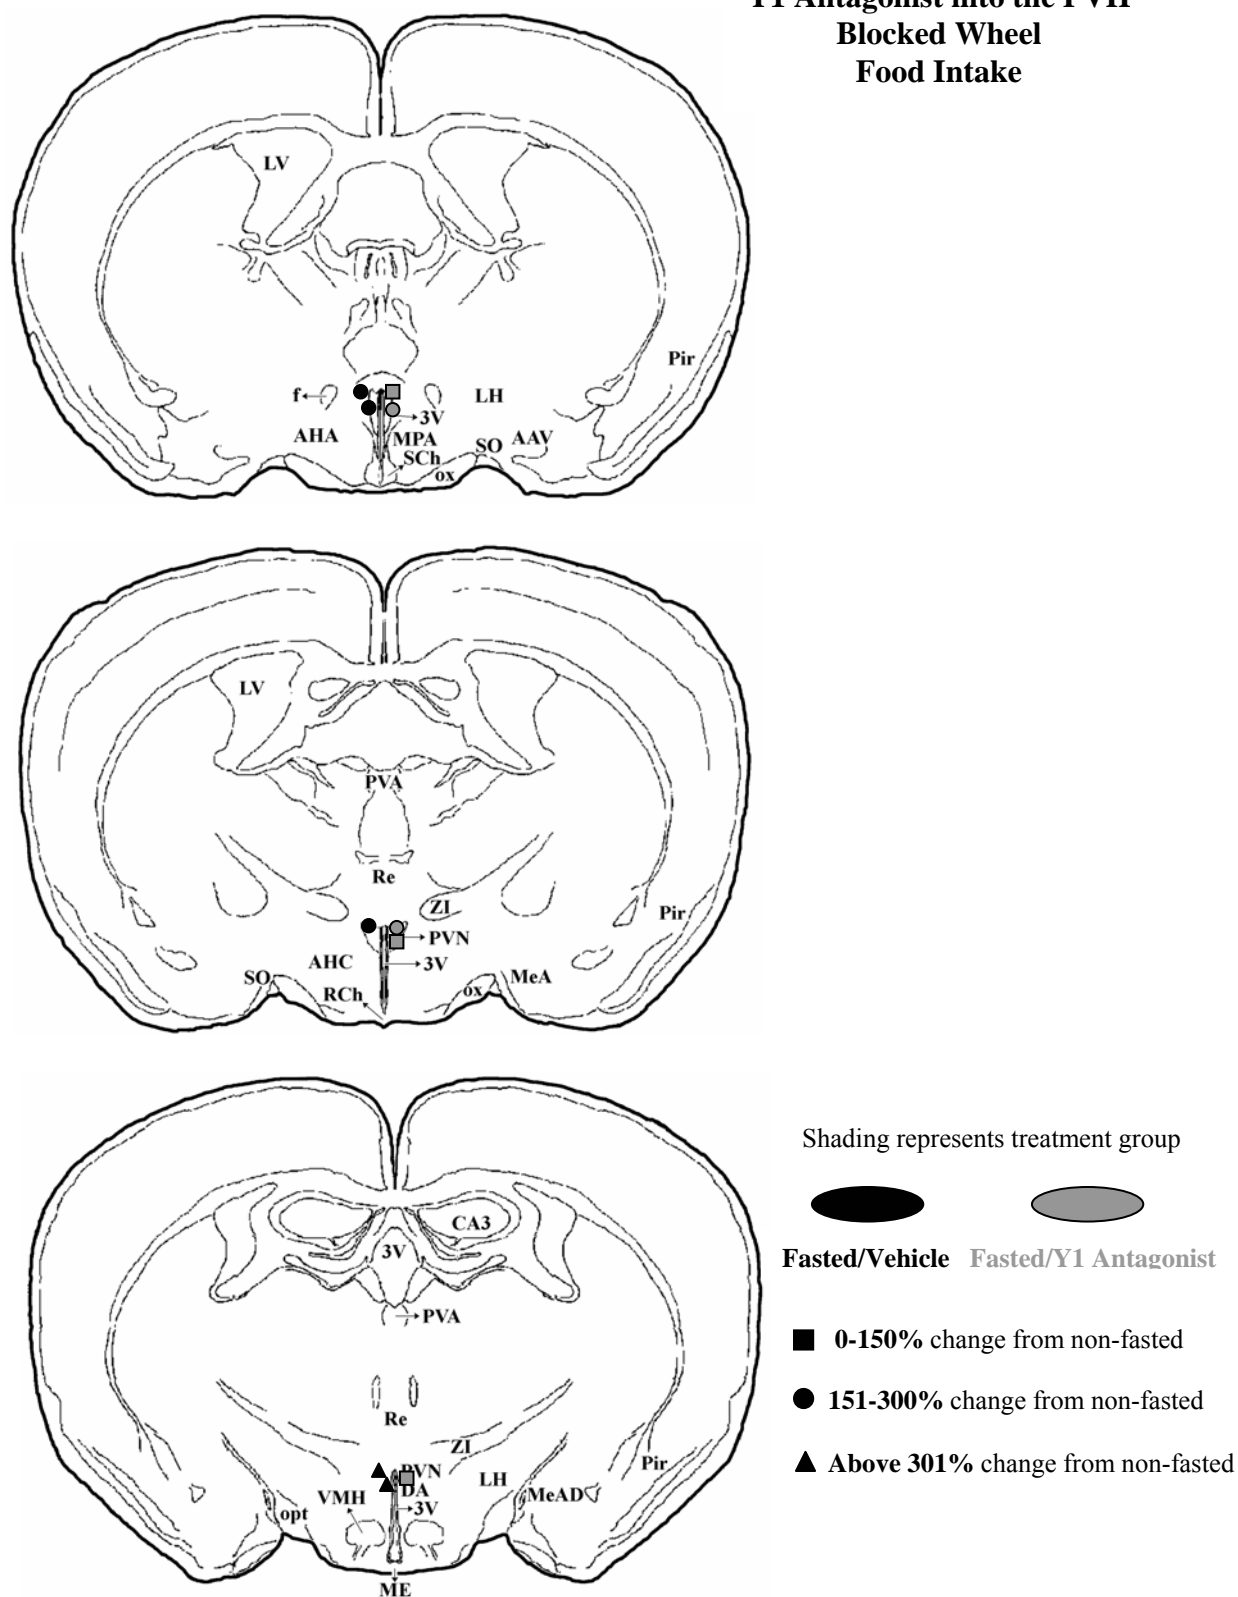 Y1 Antagonist into the PVH
Blocked Wheel
Food Intake
LV
Pir
f
LH
3V
AHA
MPA
SO
AAV
SCh
ox
LV
PVA
Re
ZI
Pir
PVN
AHC
3V
SO
MeA
RCh
ox
CA3
3V
PVA
Re
ZI
Pir
PVN
LH
DA
VMH
MeAD
3V
opt
ME
Shading represents treatment group
Fasted/Vehicle Fasted/Y1 Antagonist
0-150% change from non-fasted
151-300% change from non-fasted
Above 301% change from non-fasted